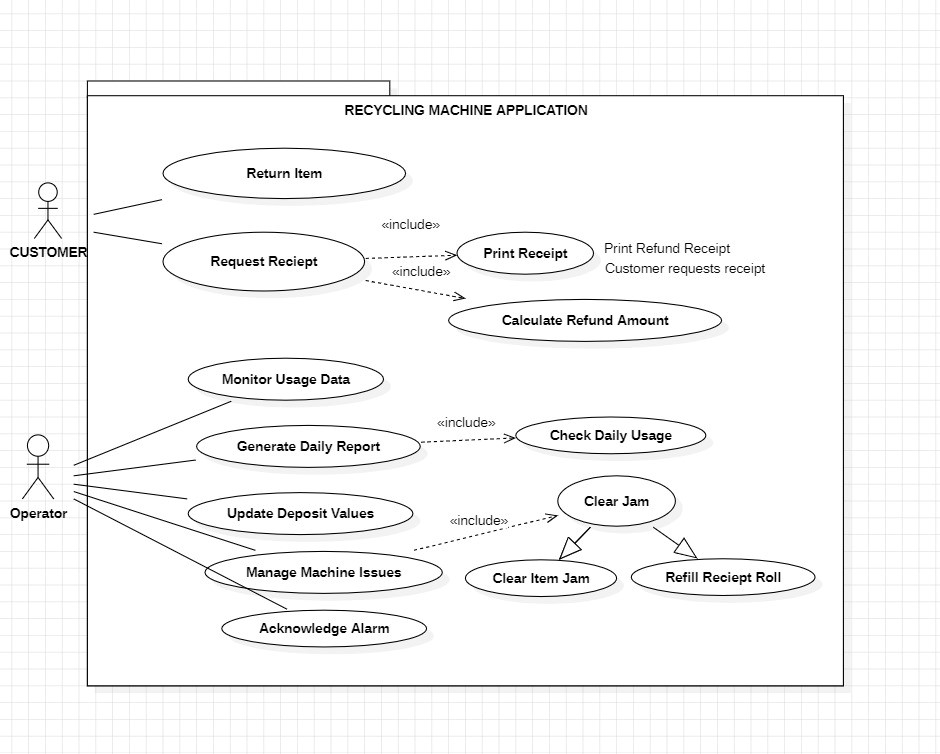 RECYCLING MACHINE APPLICATION
Return Item
CUSTOMER
«include»
Request Reciept
Print Receipt
Print Refund Receipt
Customer requests receipt
«include»
Calculate Refund Amount
Monitor Usage Data
«include»
Generate Daily Report
Check Daily Usage
Operator
Update Deposit Values
Clear Jam
«include»
Manage Machine Issues
Clear Item Jam
Refill Reciept Roll
Acknowledge Alarm